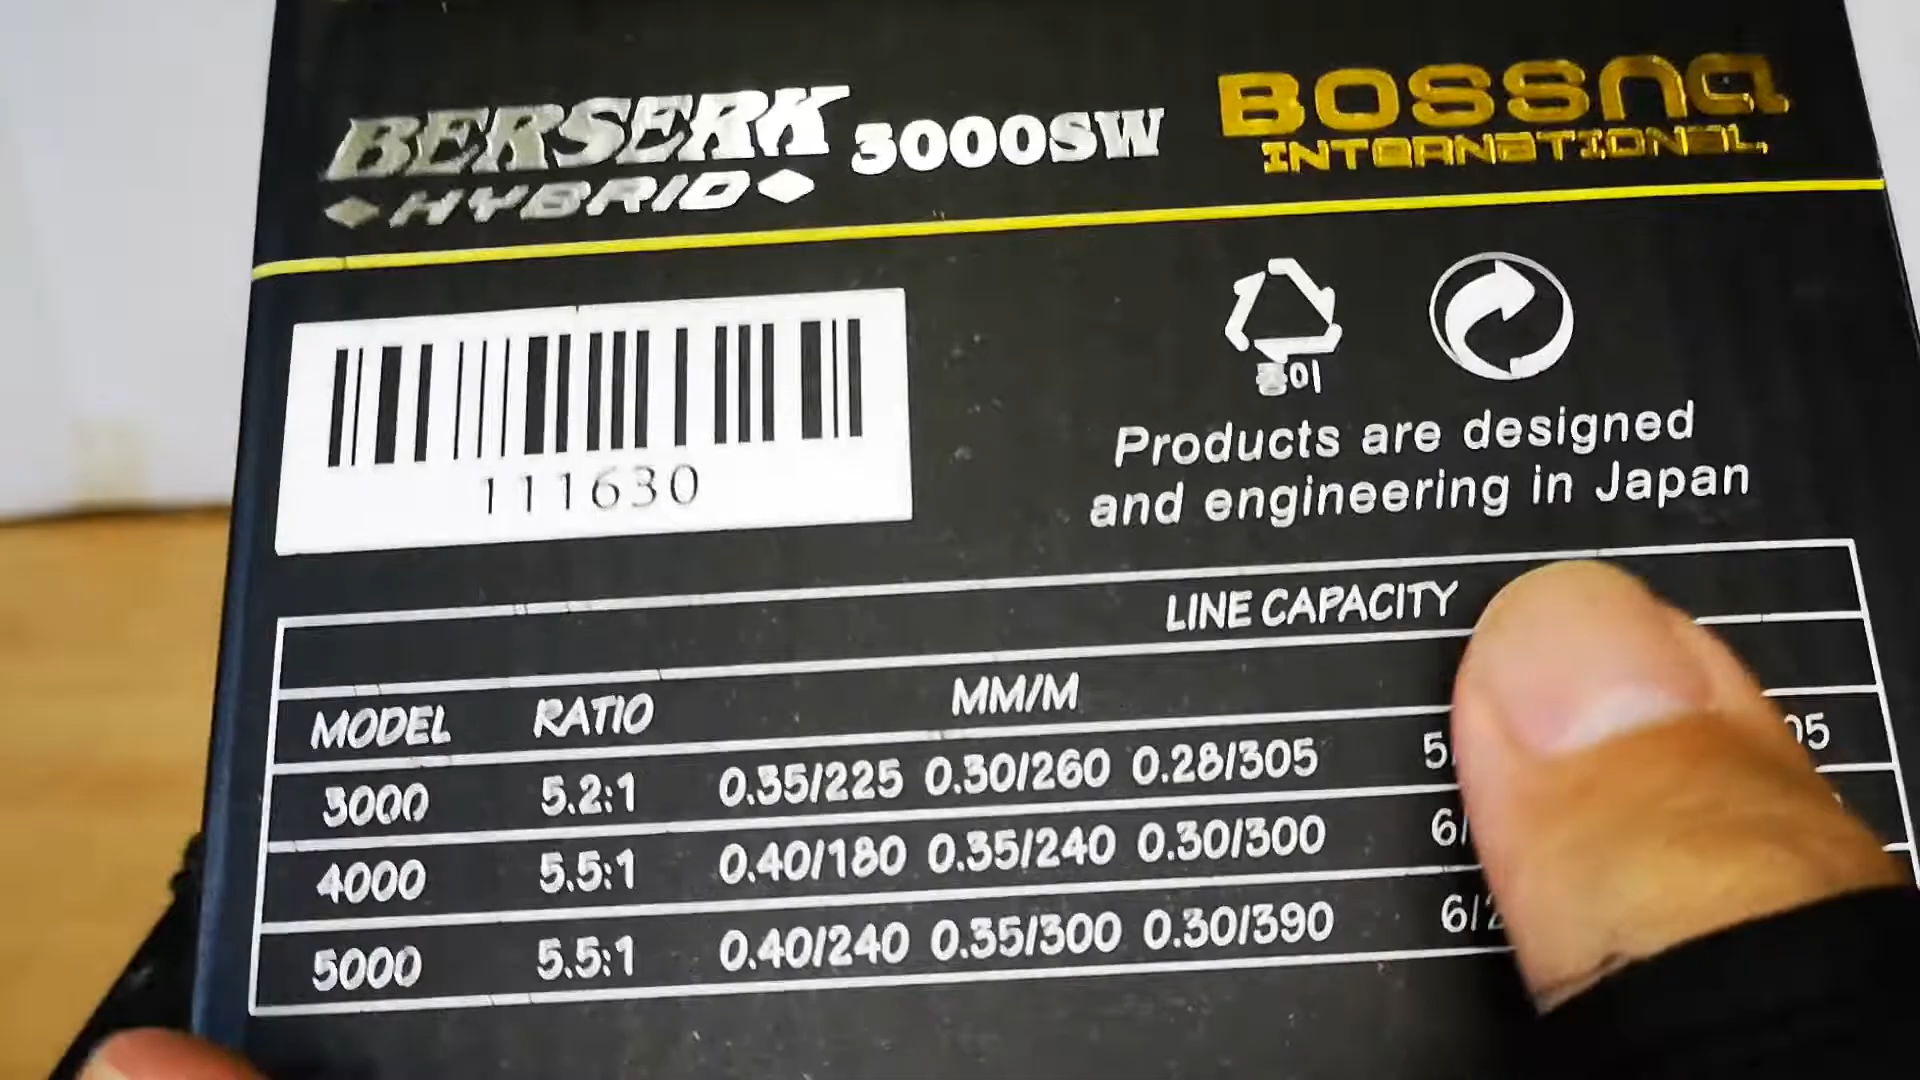 BERSERK 3000SW
HYBRID
BOSSNA
INTERNATIONAL
111630
종이
Products are designed
and engineering in Japan
LINE CAPACITY
MODEL RATIO MM/M
3000 5.2:1 0.35/225 0.30/260 0.28/305
4000 5.5:1 0.40/180 0.35/240 0.30/300
5000 5.5:1 0.40/240 0.35/300 0.30/390